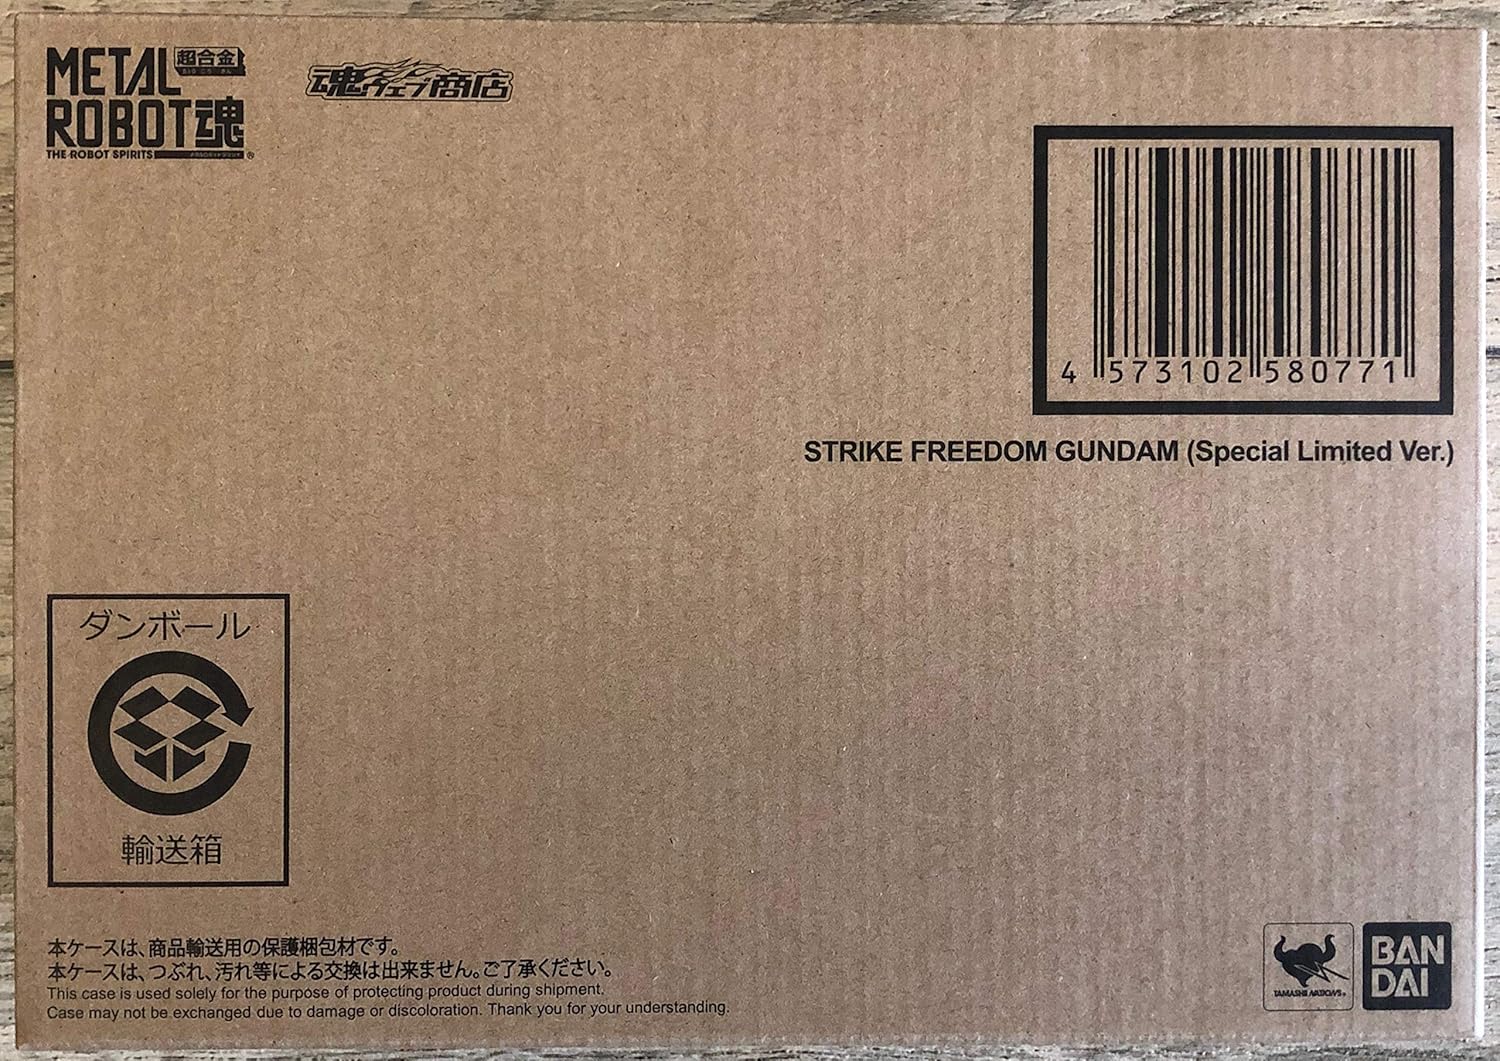 METAL 超合金
ROBOT魂
THE ROBOT SPIRITS
®
魂ウェブ商店
4 573102 580771
STRIKE FREEDOM GUNDAM (Special Limited Ver.)
ダンボール
輸送箱
本ケースは、商品輸送用の保護梱包材です。
本ケースは、つぶれ、汚れ等による交換は出来ません。ご了承ください。
This case is used solely for the purpose of protecting product during shipment.
Case may not be exchanged due to damage or discoloration. Thank you for your understanding.
TAMASHII NATIONS®
BAN
DAI